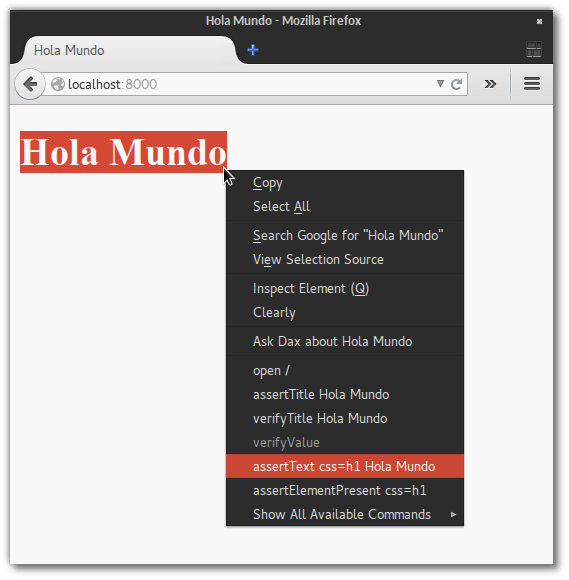 Hola Mundo - Mozilla Firefox
Hola Mundo
localhost:8000
Hola Mundo
Copy
Select All
Search Google for "Hola Mundo"
View Selection Source
Inspect Element (Q)
Clearly
Ask Dax about Hola Mundo
open /
assertTitle Hola Mundo
verifyTitle Hola Mundo
verifyValue
assertText css=h1 Hola Mundo
assertElementPresent css=h1
Show All Available Commands